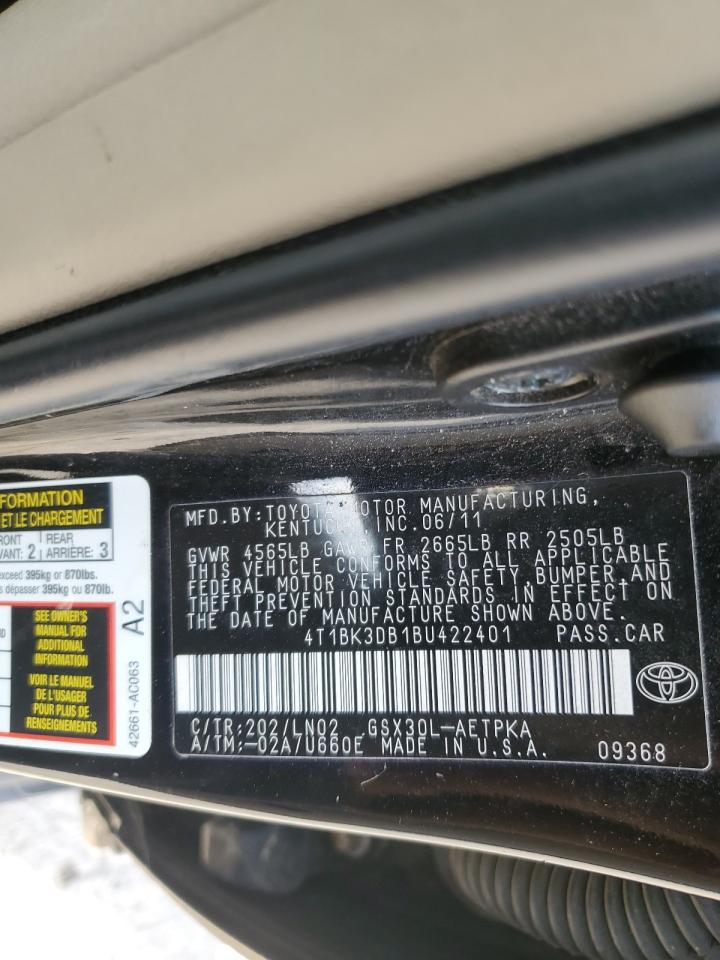 FORMATION
ET LE CHARGEMENT
FRONT
REAR
VANT: 2
ARRIÈRE: 3
exceed 395kg or 870lbs.
dépasser 395kg ou 870lb.
SEE OWNER'S
MANUAL FOR
ADDITIONAL
INFORMATION
VOIR LE MANUEL
DE L'USAGER
POUR PLUS DE
RENSEIGNEMENTS
42661-AC063
A2
MFD.BY:TOYOTA MOTOR MANUFACTURING,
KENTUCKY, INC. 06/11
GVWR 4565LB GAWR FR 2665LB RR 2505LB
THIS VEHICLE CONFORMS TO ALL APPLICABLE
FEDERAL MOTOR VEHICLE SAFETY, BUMPER, AND
THEFT PREVENTION STANDARDS IN EFFECT ON
THE DATE OF MANUFACTURE SHOWN ABOVE.
4T1BK3DB1BU422401 PASS.CAR
C/TR:202/LN02 GSX30L-AETPKA
A/TM:-02A/U660E MADE IN U.S.A. 09368